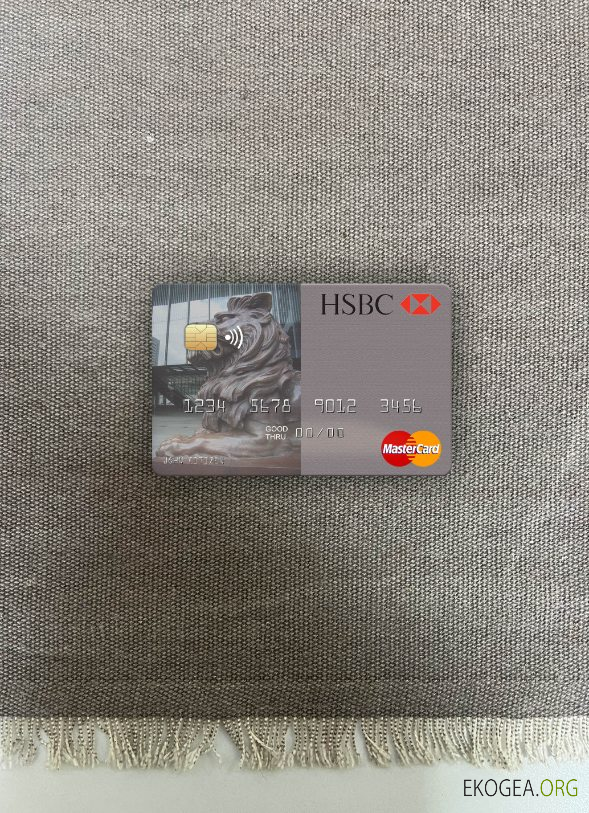 HSBC
1234 5678 9012 3456
GOOD
THRU 00/00
MasterCard
EKOGEA.ORG